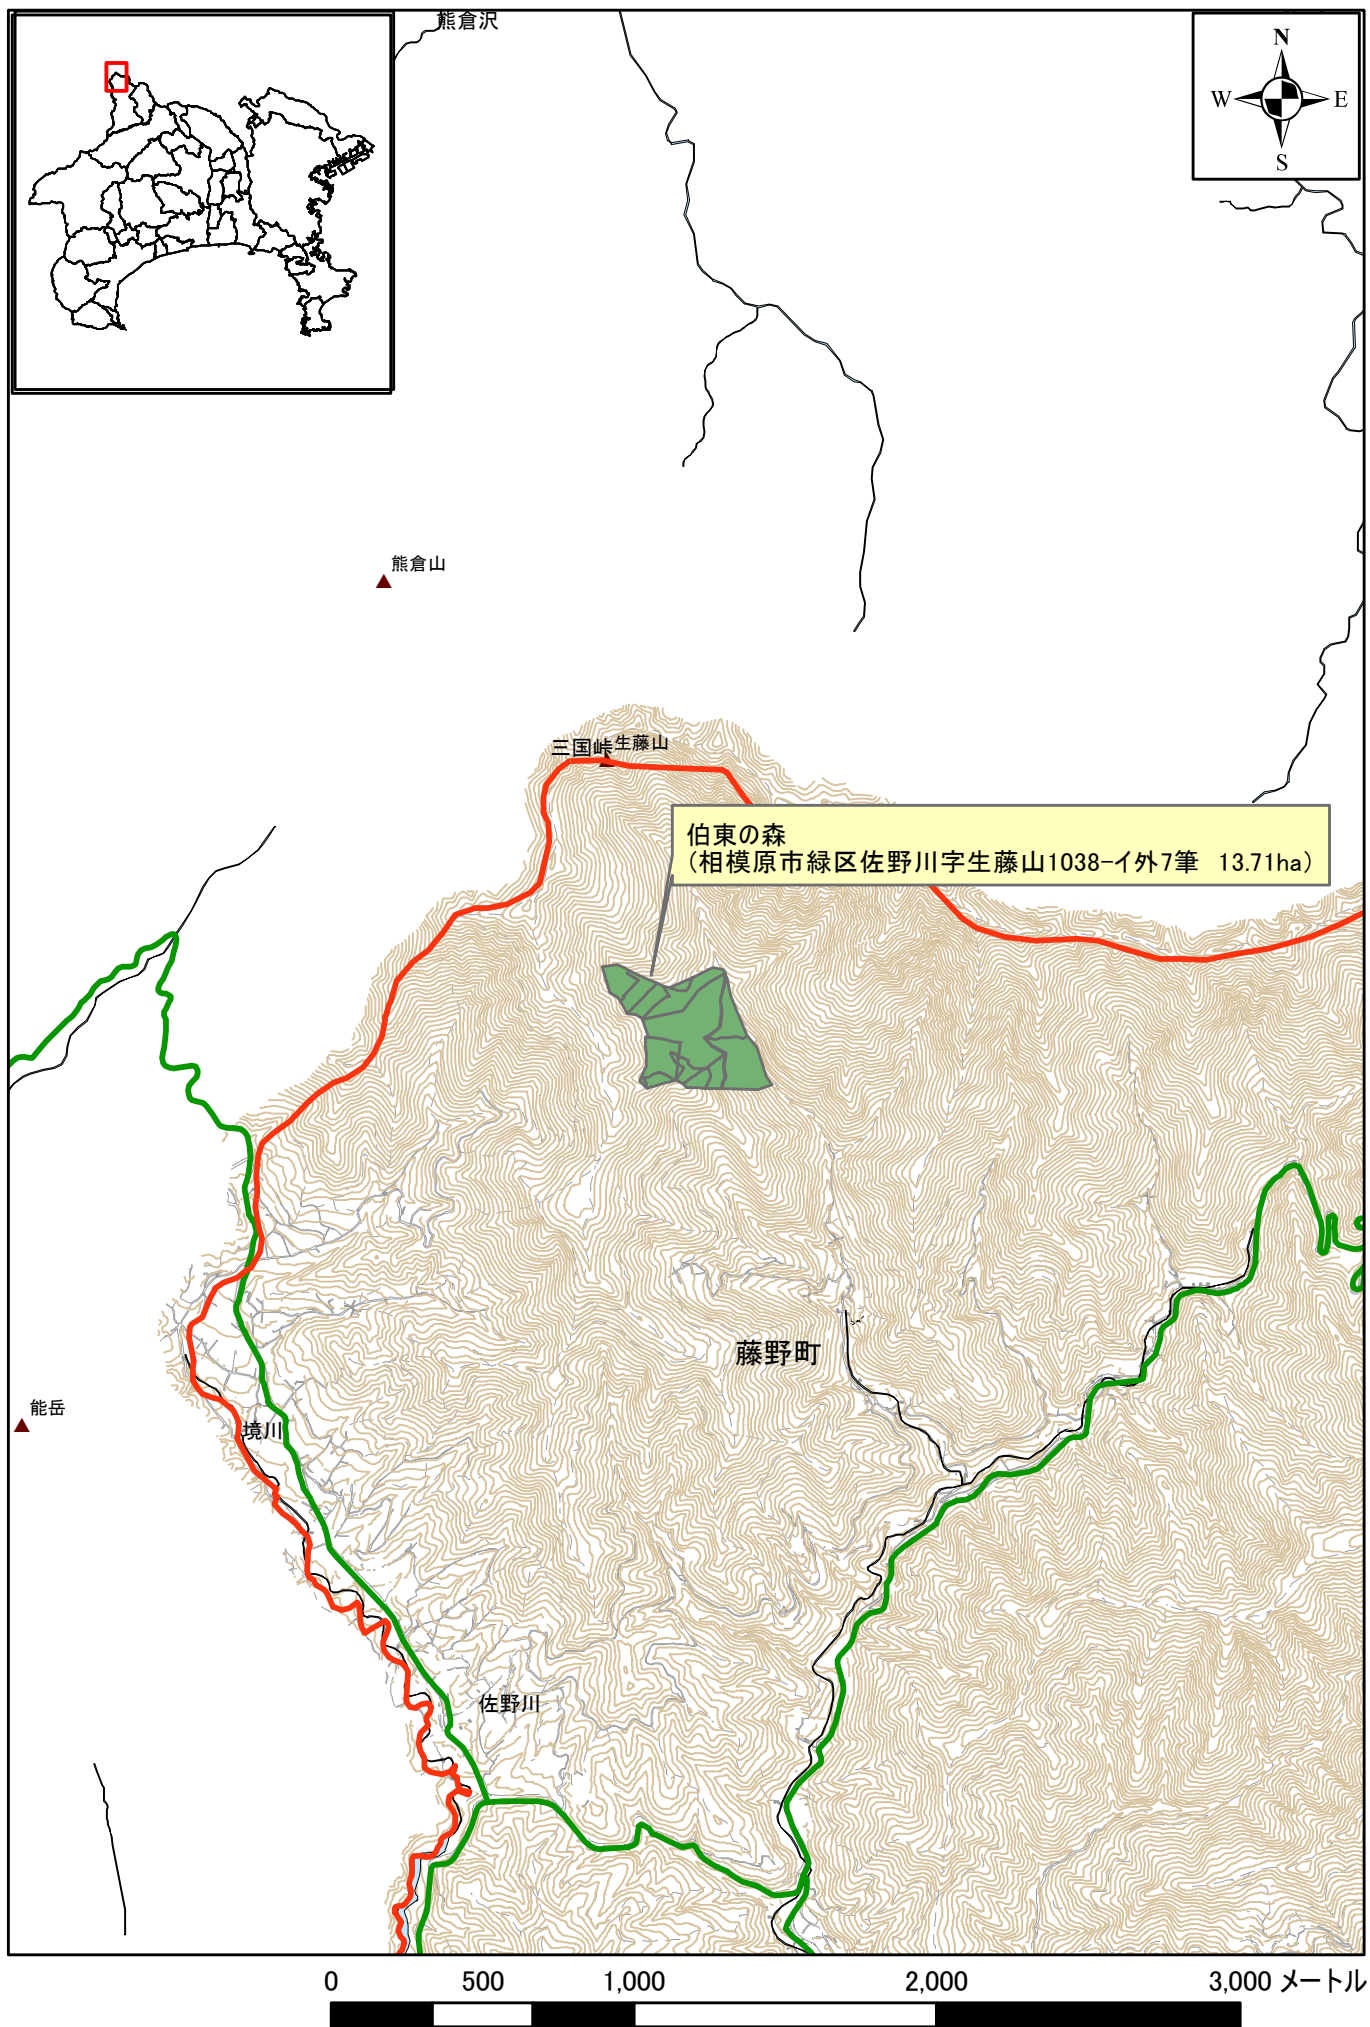 熊倉沢
N
W
E
S
熊倉山
三国峠
生藤山
伯東の森
（相模原市緑区佐野川字生藤山1038-イ外7筆　13.71ha）
藤野町
能岳
境川
佐野川
0 500 1,000 2,000 3,000 メートル